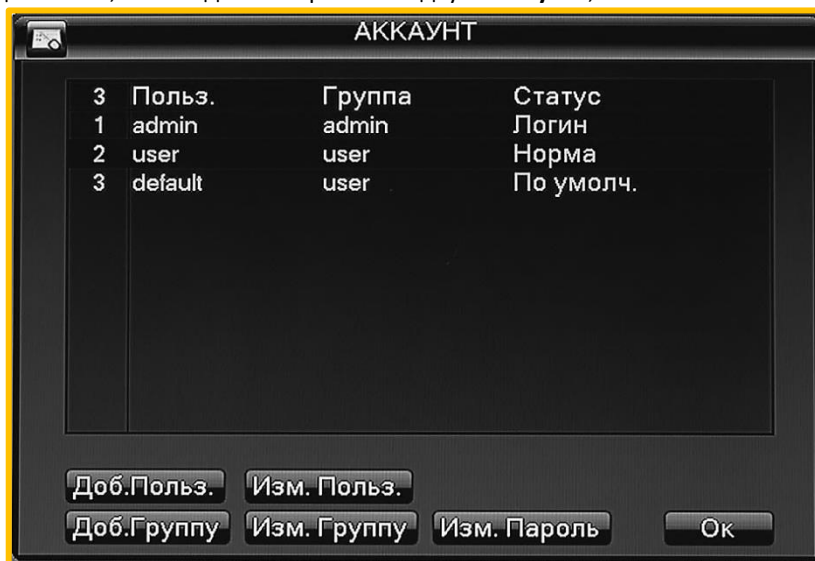 АККАУНТ
3 Польз. Группа Статус
1 admin admin Логин
2 user user Норма
3 default user По умолч.
Доб.Польз. Изм. Польз.
Доб.Группу Изм. Группу Изм. Пароль Ок